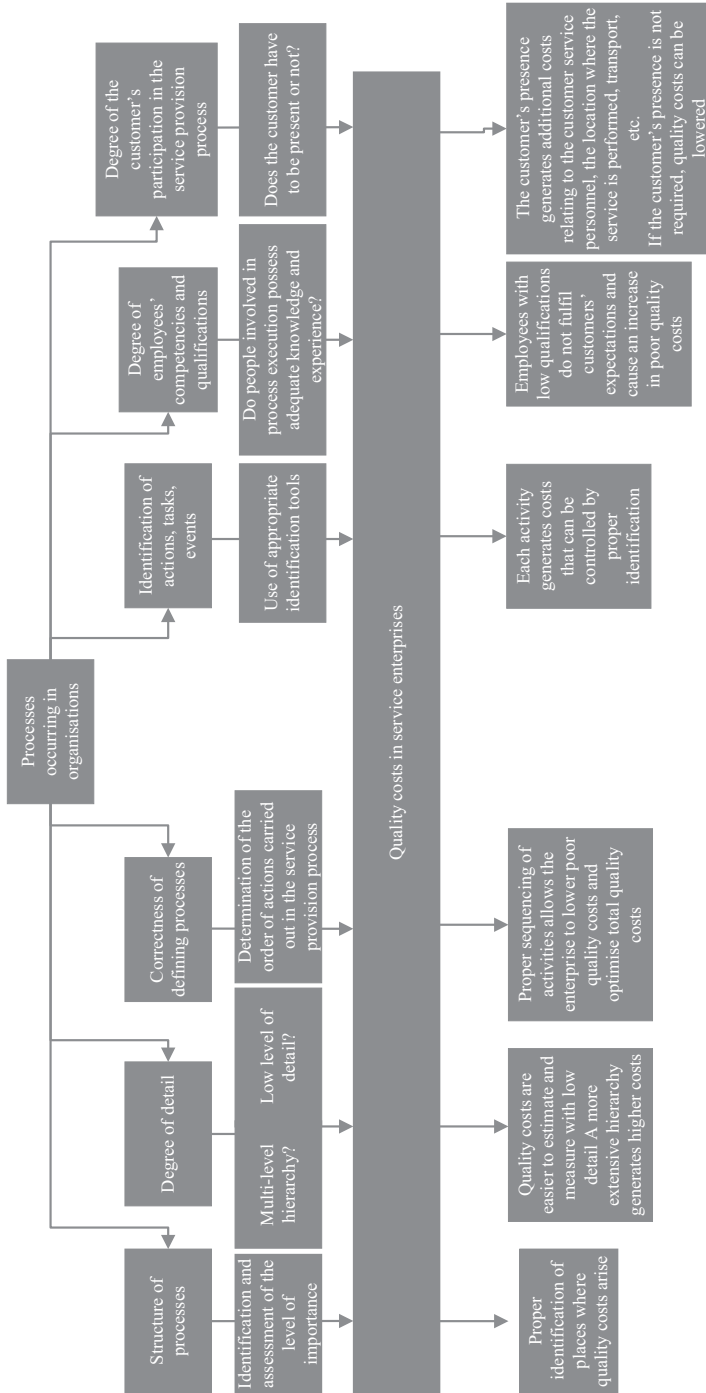 Processes
occurring in
organisations
Structure of
processes
Degree of detail
Correctness of
defining processes
Identification of
actions, tasks,
events
Degree of
employees’
competencies and
qualifications
Degree of the
customer’s
participation in the
service provision
process
Identification and
assessment of the
level of
importance
Multi-level
hierarchy?
Low level of
detail?
Determination of the
order of actions carried
out in the service
provision process
Use of appropriate
identification tools
Do people involved in
process execution possess
adequate knowledge and
experience?
Does the customer have
to be present or not?
Quality costs in service enterprises
Proper
identification of
places where
quality costs arise
Quality costs are
easier to estimate and
measure with low
detail A more
extensive hierarchy
generates higher costs
Proper sequencing of
activities allows the
enterprise to lower poor
quality costs and
optimise total quality
costs
Each activity
generates costs
that can be
controlled by
proper
identification
Employees with
low qualifications
do not fulfil
customers’
expectations and
cause an increase
in poor quality
costs
The customer’s presence
generates additional costs
relating to the customer service
personnel, the location where the
service is performed, transport,
etc.
If the customer’s presence is not
required, quality costs can be
lowered